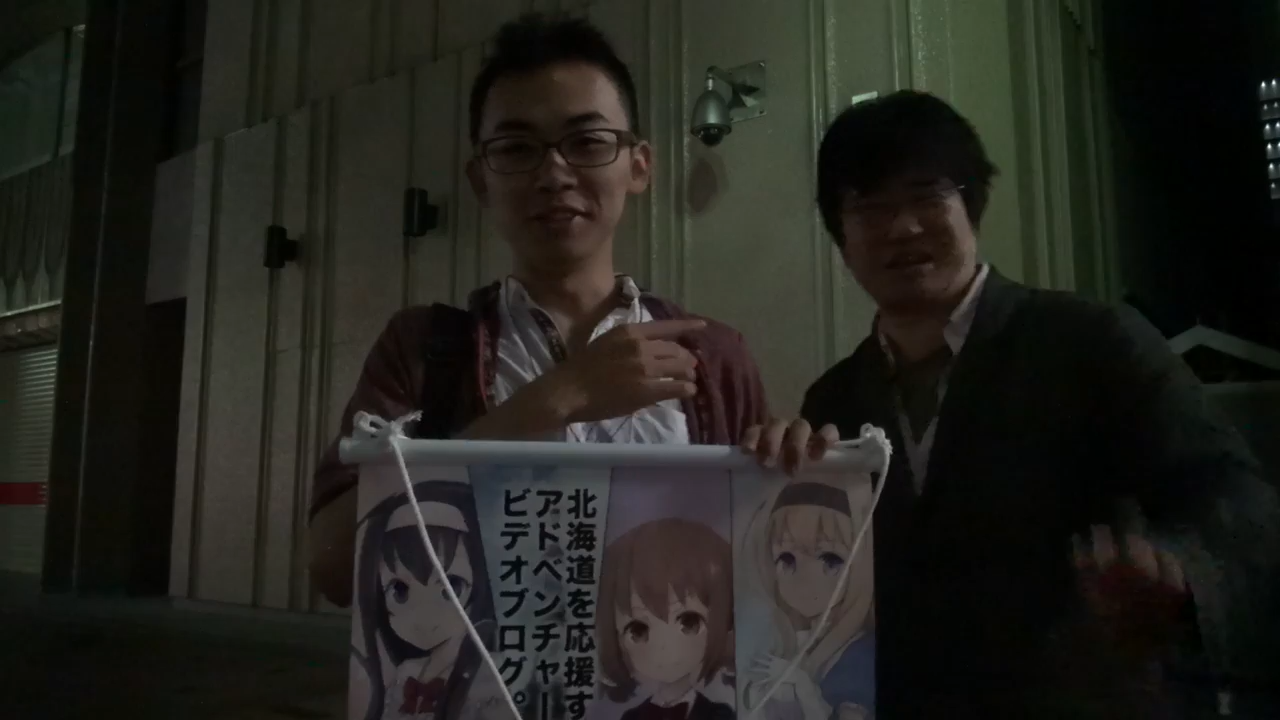 北海道を応援す
アドベンチャー
ビデオブログ。